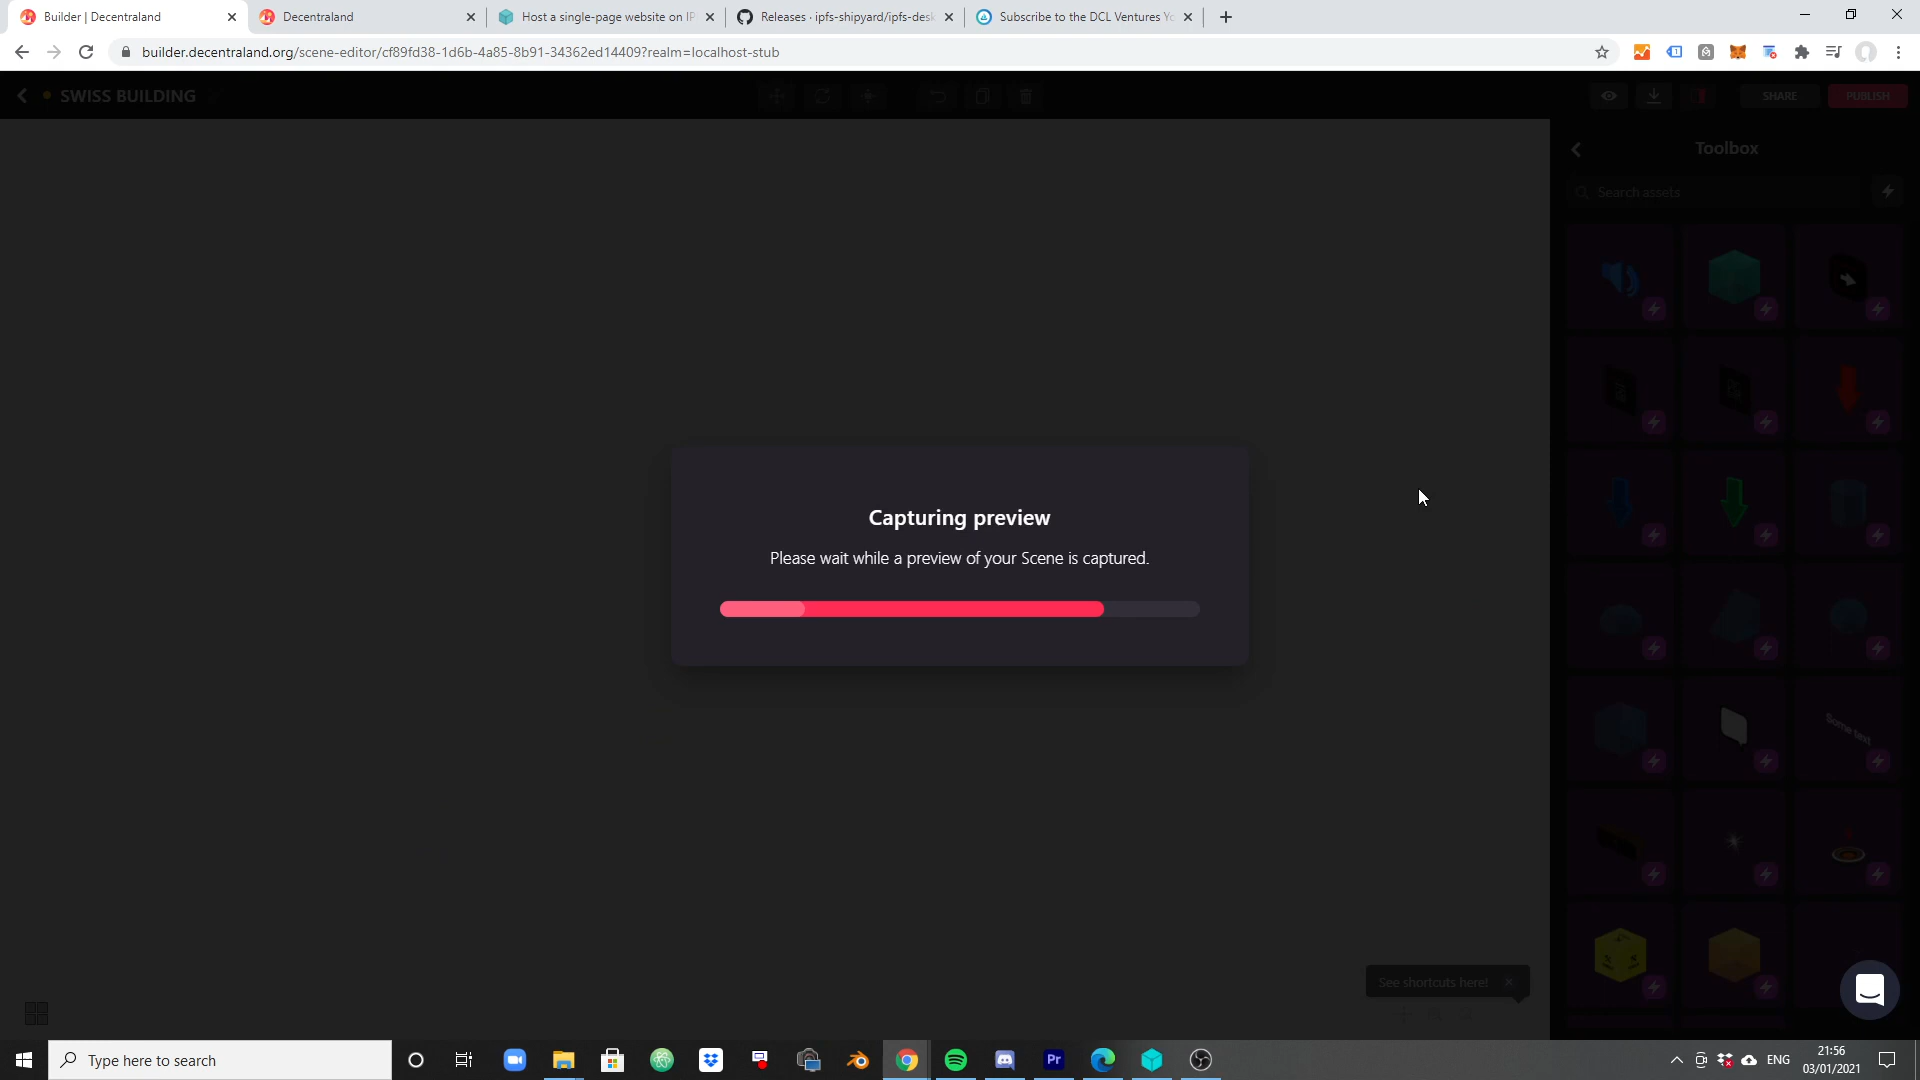 Builder | Decentraland
Decentraland
Host a single-page website on IP
Releases · ipfs-shipyard/ipfs-desk
Subscribe to the DCL Ventures Yo
builder.decentraland.org/scene-editor/cf89fd38-1d6b-4a85-8b91-34362ed14409?realm=localhost-stub
SWISS BUILDING
SHARE
PUBLISH
Toolbox
Search assets
Capturing preview
Please wait while a preview of your Scene is captured.
Some text
See shortcuts here!
Type here to search
Pr
ENG
21:56
03/01/2021